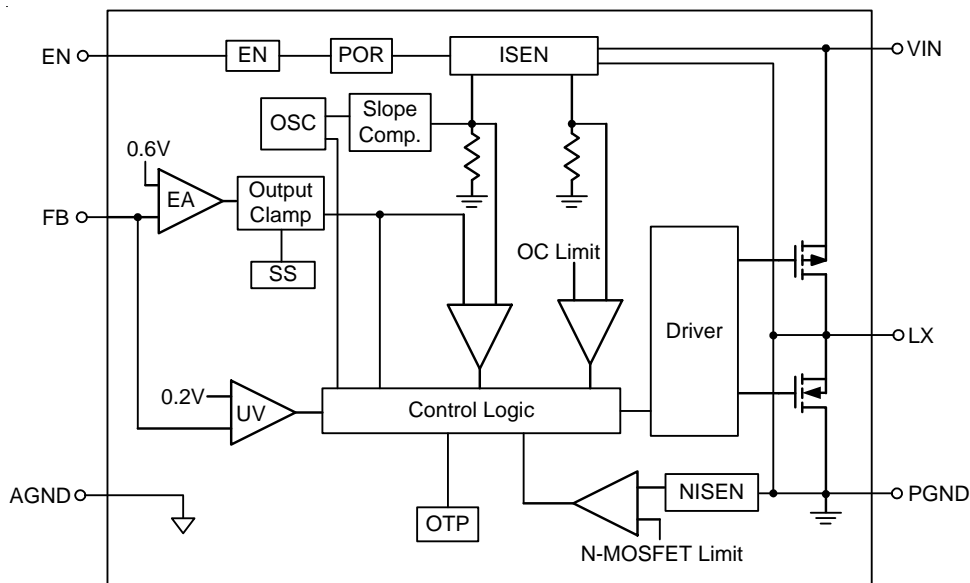 EN
EN
POR
ISEN
VIN
OSC
Slope
Comp.
0.6V
EA
Output
Clamp
FB
SS
OC Limit
Driver
LX
0.2V
UV
Control Logic
AGND
OTP
NISEN
PGND
N-MOSFET Limit